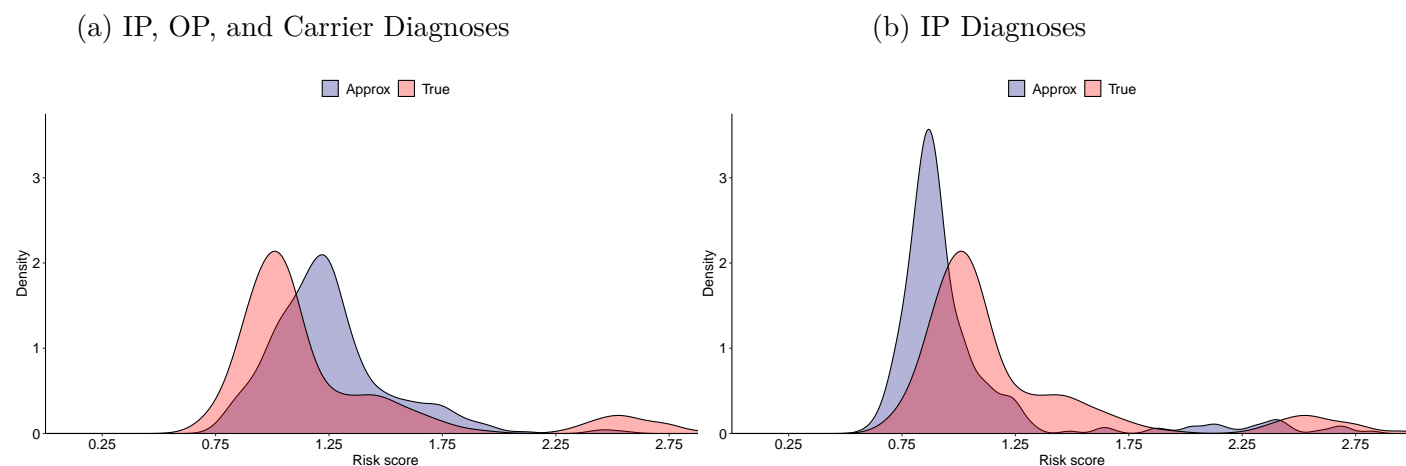 (a) IP, OP, and Carrier Diagnoses
Approx True
Density
3
2
1
0
0.25 0.75 1.25 1.75 2.25 2.75
Risk score
(b) IP Diagnoses
Approx True
Density
3
2
1
0
0.25 0.75 1.25 1.75 2.25 2.75
Risk score